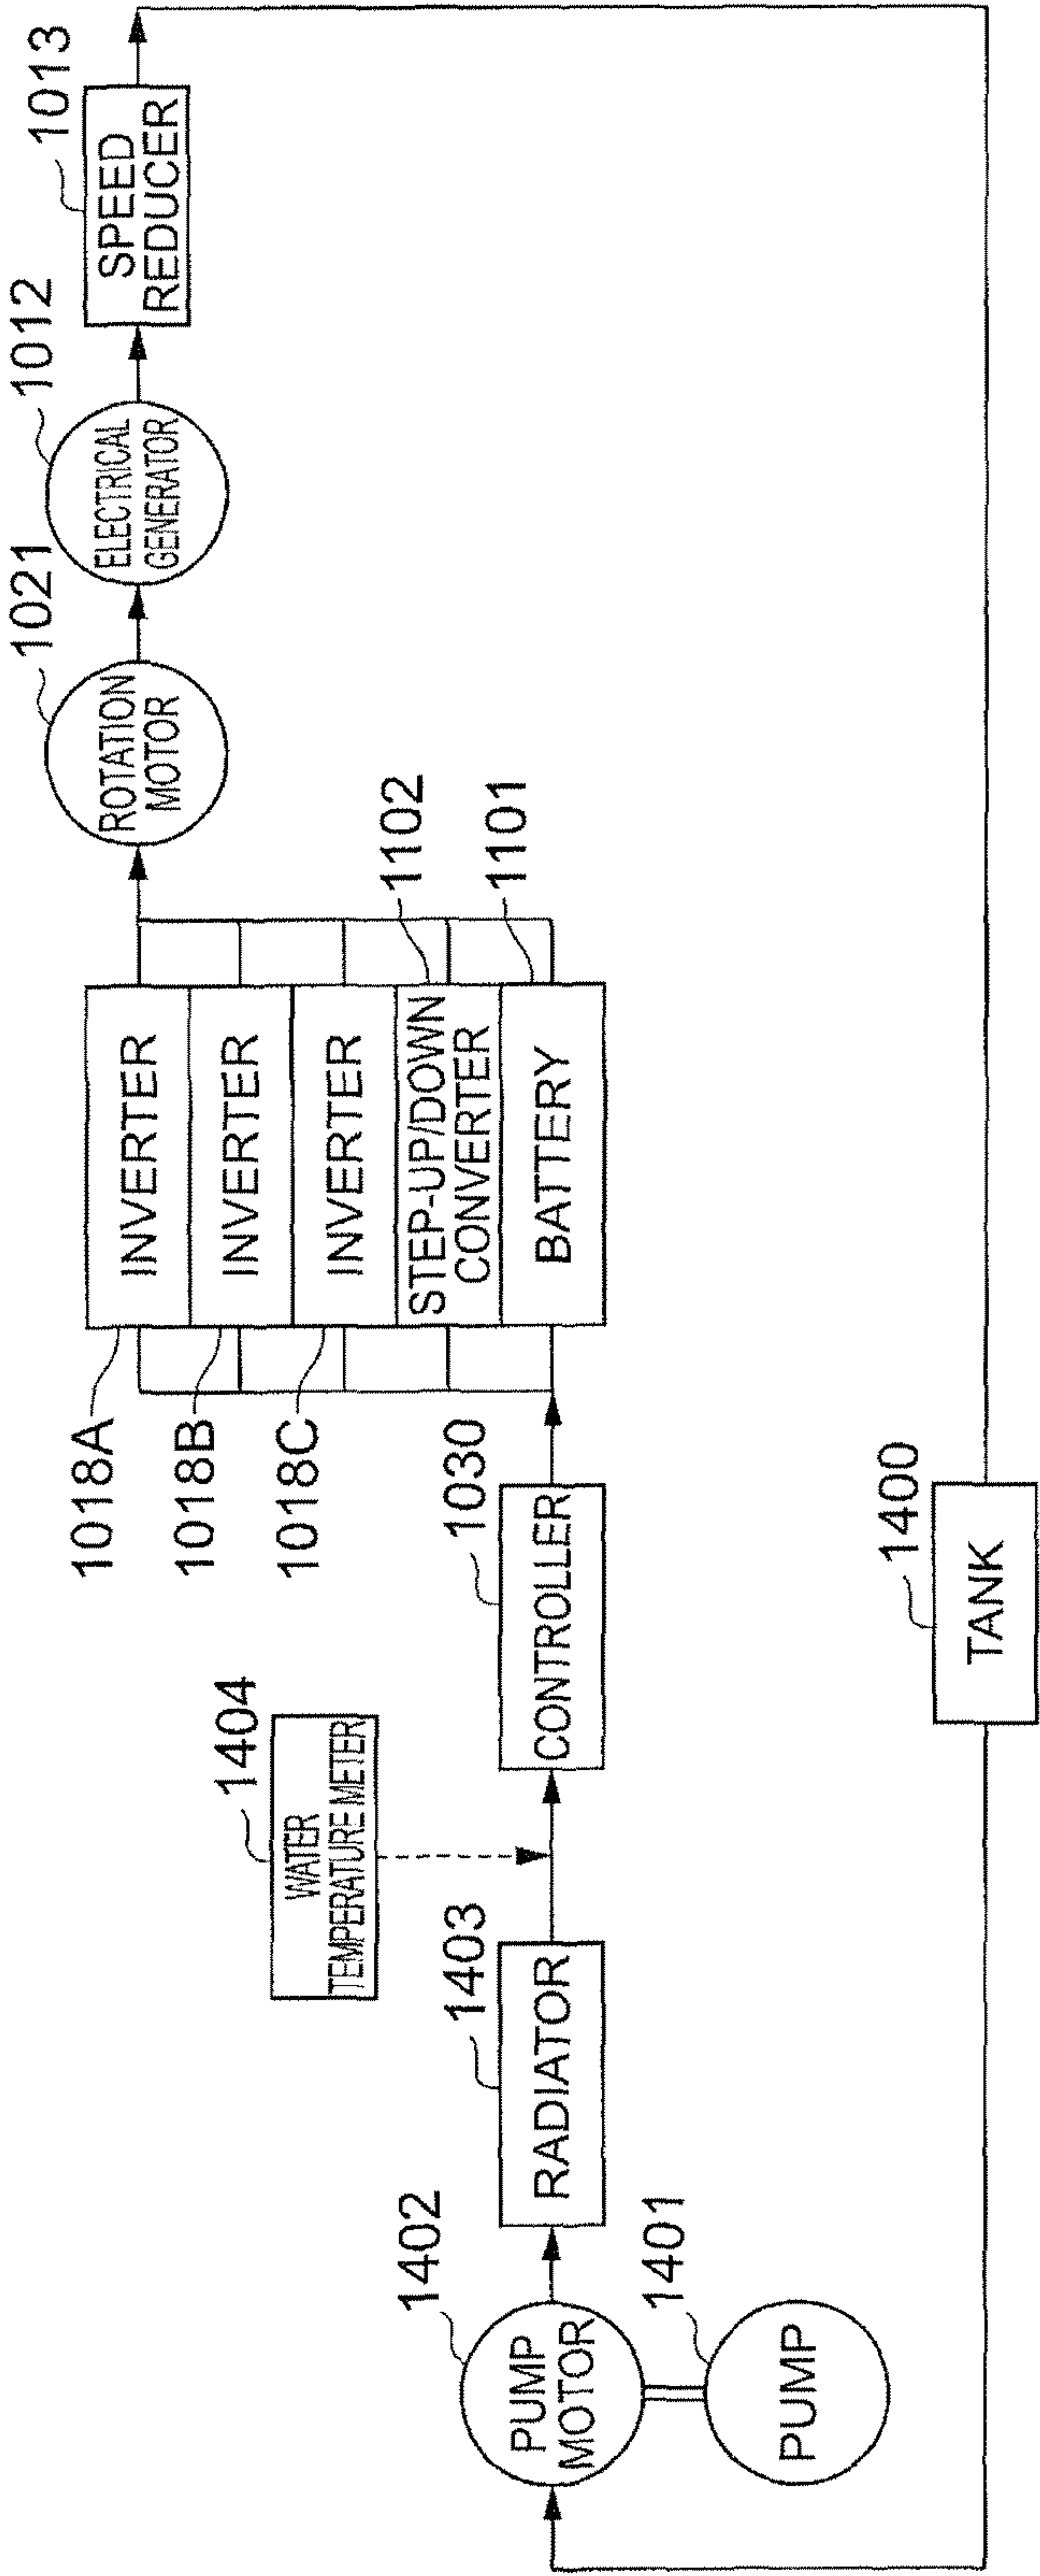 1018A
INVERTER
1018B
INVERTER
1018C
INVERTER
1102
STEP-UP/DOWN
CONVERTER
1101
BATTERY
1021
ROTATION
MOTOR
1012
ELECTRICAL
GENERATOR
1013
SPEED
REDUCER
1404
WATER
TEMPERATURE METER
1402
PUMP
MOTOR
1403
RADIATOR
1030
CONTROLLER
1401
PUMP
1400
TANK